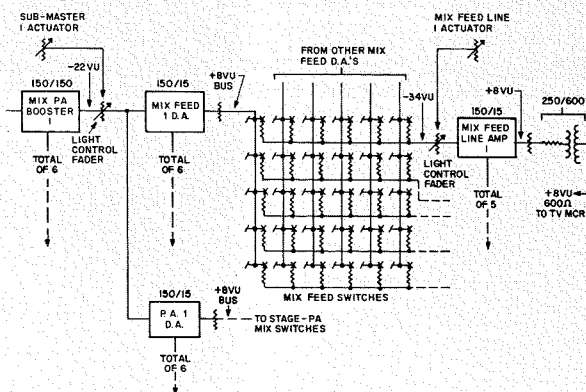 SUB-MASTER
1 ACTUATOR
MIX FEED LINE
1 ACTUATOR
FROM OTHER MIX
FEED D.A.'S
-22VU
+8VU
BUS
-34VU
+8VU
150/150
MIX PA
BOOSTER
1
150/15
MIX FEED
1 D.A.
150/15
MIX FEED
LINE AMP
1
250/600
LIGHT
CONTROL
FADER
LIGHT
CONTROL
FADER
TOTAL
OF 6
TOTAL
OF 6
TOTAL
OF 5
+8VU
600Ω
TO TV MCR
MIX FEED SWITCHES
150/15
P.A. 1
D.A.
+8VU
BUS
TO STAGE-PA
MIX SWITCHES
TOTAL
OF 6